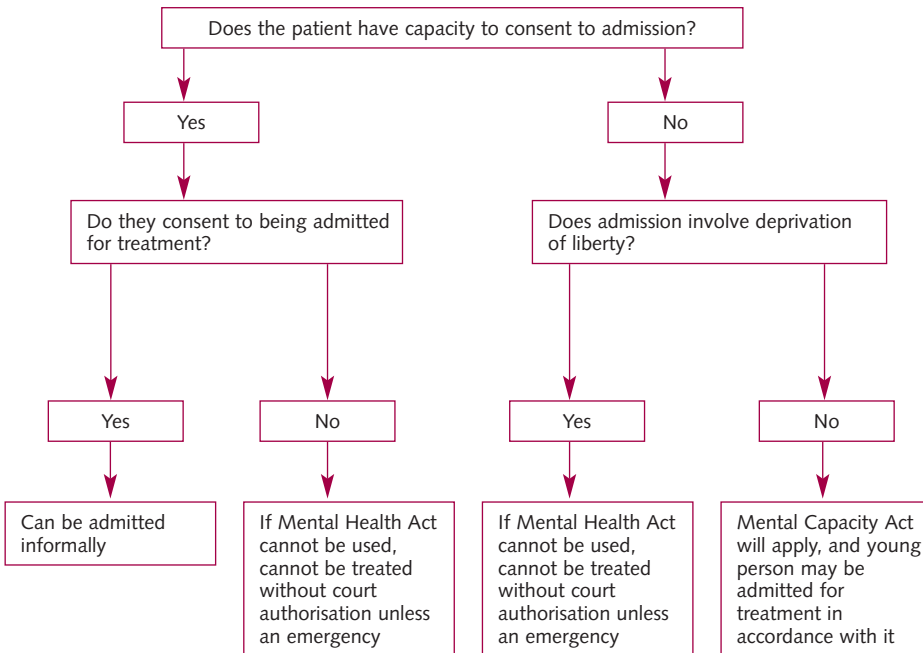 Does the patient have capacity to consent to admission?
Yes
No
Do they consent to being admitted
for treatment?
Does admission involve deprivation
of liberty?
Yes
No
Yes
No
Can be admitted
informally
If Mental Health Act
cannot be used,
cannot be treated
without court
authorisation unless
an emergency
If Mental Health Act
cannot be used,
cannot be treated
without court
authorisation unless
an emergency
Mental Capacity Act
will apply, and young
person may be
admitted for
treatment in
accordance with it